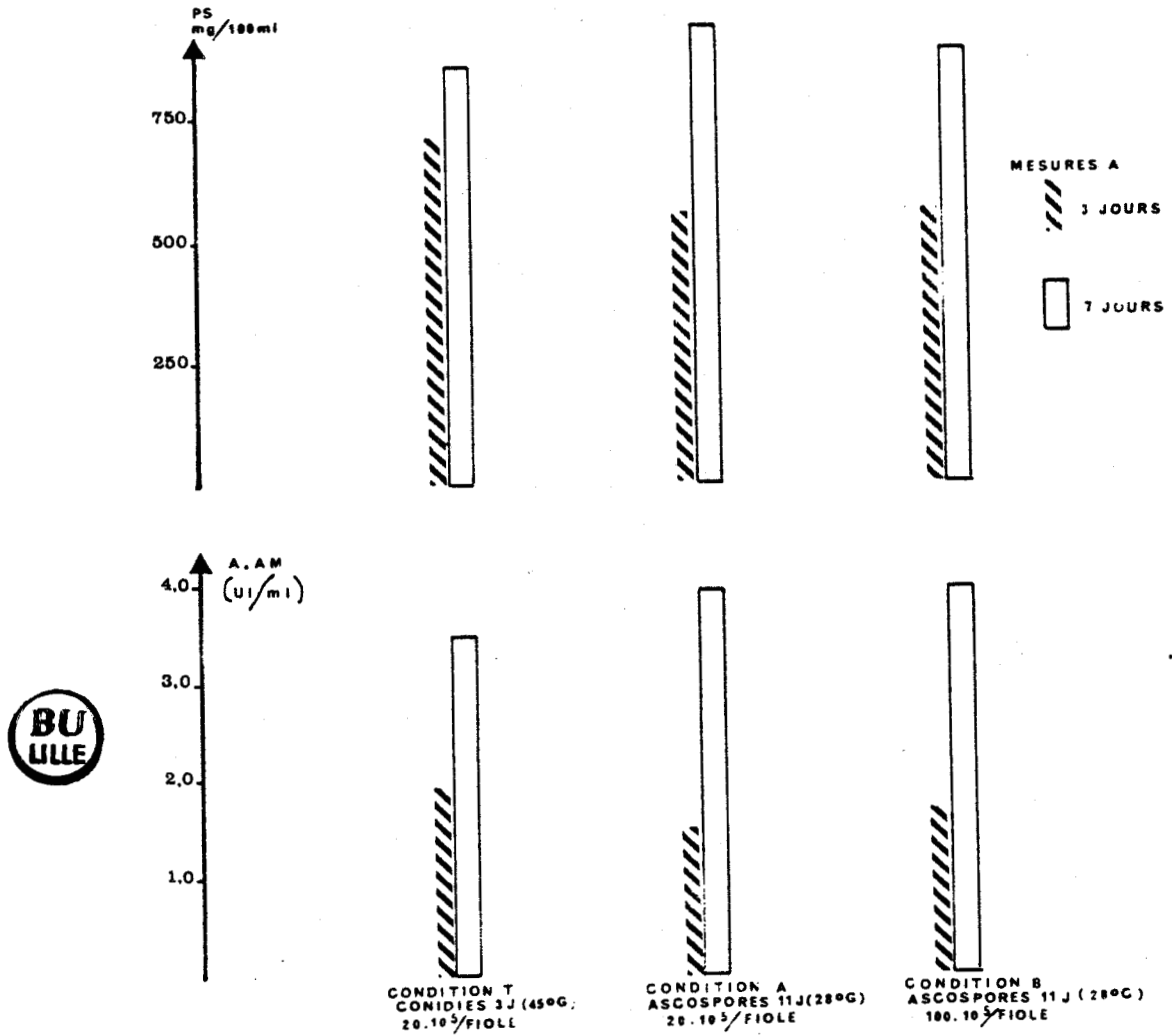 PS
mg/100ml
750
500
250
MESURES A
3 JOURS
7 JOURS
A.AM
(UI/ml)
4.0
3.0
2.0
1.0
BU
LILLE
CONDITION T
CONIDIES 3J (45°G;
20.10⁵/FIOLE
CONDITION A
ASCOSPORES 11J(28°G)
20.10⁵/FIOLE
CONDITION B
ASCOSPORES 11J (28°G)
100.10⁵/FIOLE